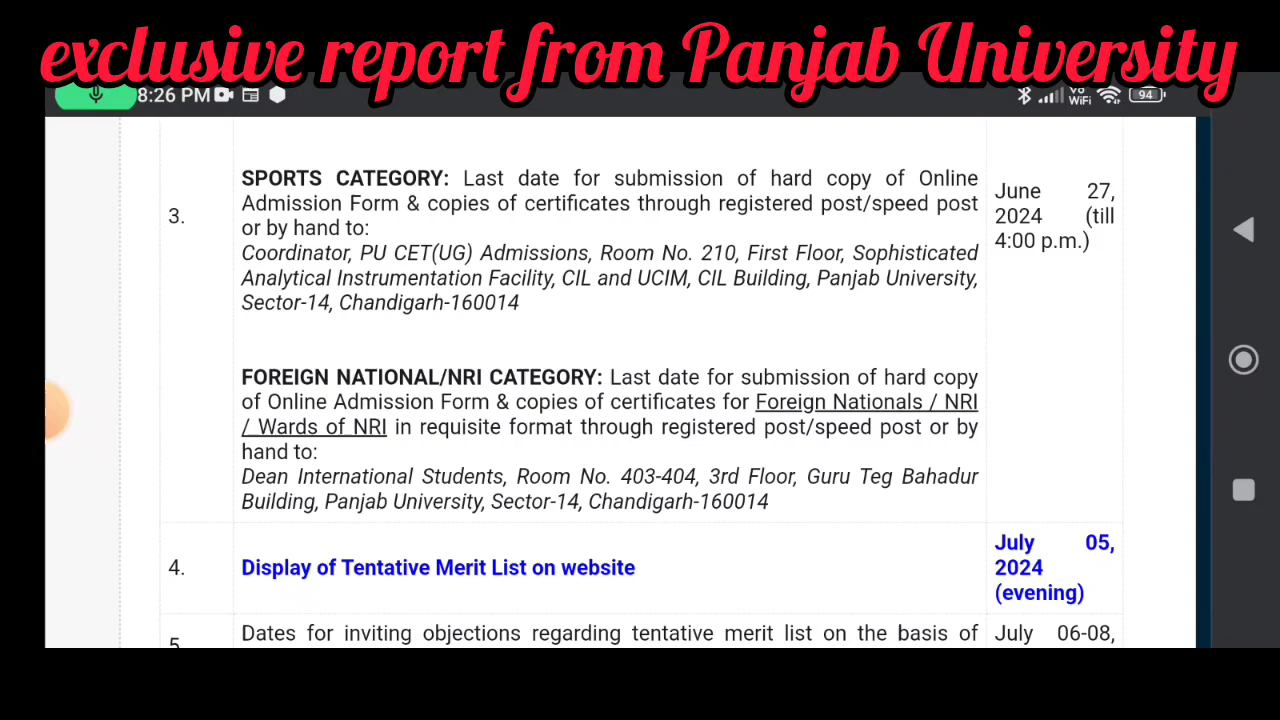 exclusive report from Panjab University
8:26 PM
Vo
WiFi
94
SPORTS CATEGORY: Last date for submission of hard copy of Online
Admission Form & copies of certificates through registered post/speed post
or by hand to:
Coordinator, PU CET(UG) Admissions, Room No. 210, First Floor, Sophisticated
Analytical Instrumentation Facility, CIL and UCIM, CIL Building, Panjab University,
Sector-14, Chandigarh-160014
3.
June 27,
2024 (till
4:00 p.m.)
FOREIGN NATIONAL/NRI CATEGORY: Last date for submission of hard copy
of Online Admission Form & copies of certificates for Foreign Nationals / NRI
/ Wards of NRI in requisite format through registered post/speed post or by
hand to:
Dean International Students, Room No. 403-404, 3rd Floor, Guru Teg Bahadur
Building, Panjab University, Sector-14, Chandigarh-160014
4.
Display of Tentative Merit List on website
July 05,
2024
(evening)
5
Dates for inviting objections regarding tentative merit list on the basis of
July 06-08,